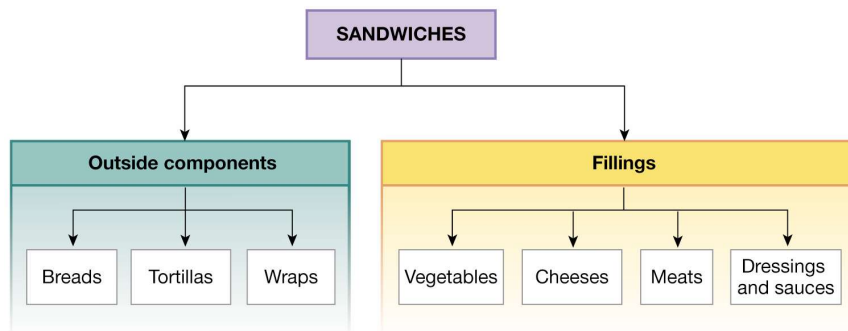 SANDWICHES
Outside components
Fillings
Breads
Tortillas
Wraps
Vegetables
Cheeses
Meats
Dressings
and sauces